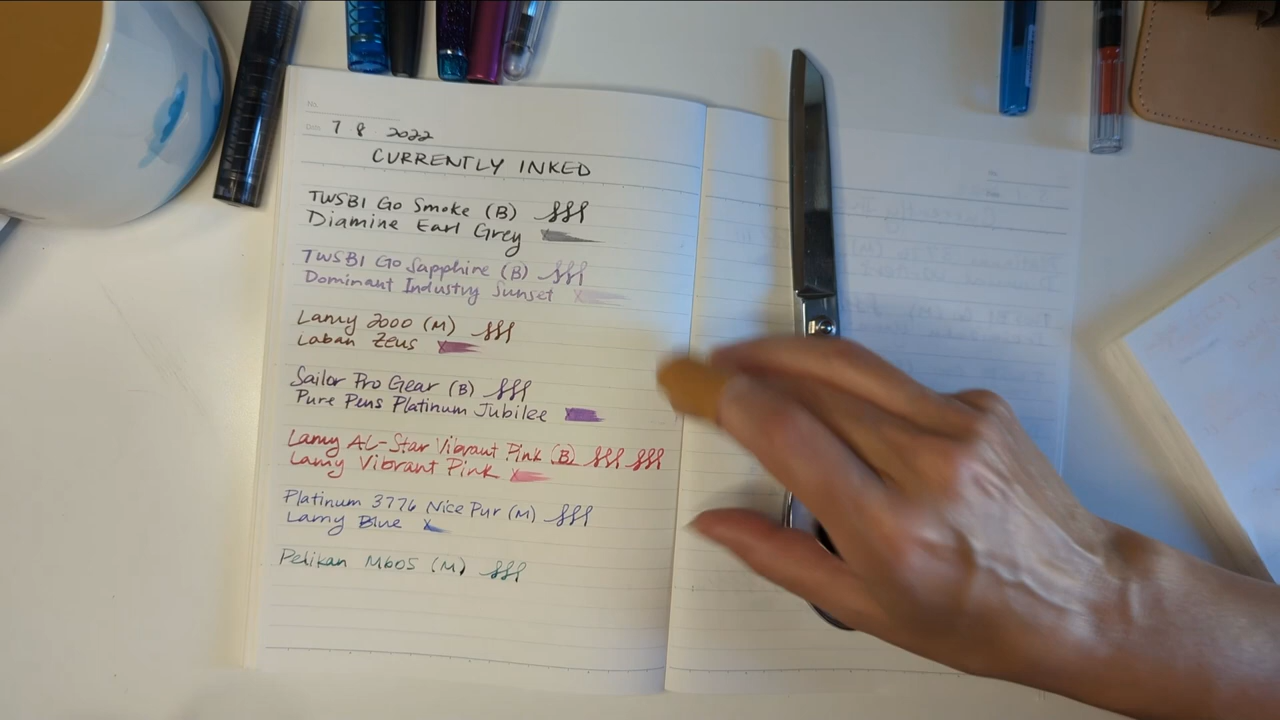 No.
Date 7 8 2022
CURRENTLY INKED
TWSBI Go Smoke (B)
Diamine Earl Grey
TWSBI Go Sapphire (B)
Dominant Industry Sunset
Lamy 2000 (M)
Laban Zeus
Sailor Pro Gear (B)
Pure Pens Platinum Jubilee
Lamy AL-Star Vibrant Pink (B)
Lamy Vibrant Pink
Platinum 3776 Nice Pur (M)
Lamy Blue
Pelikan M605 (M)